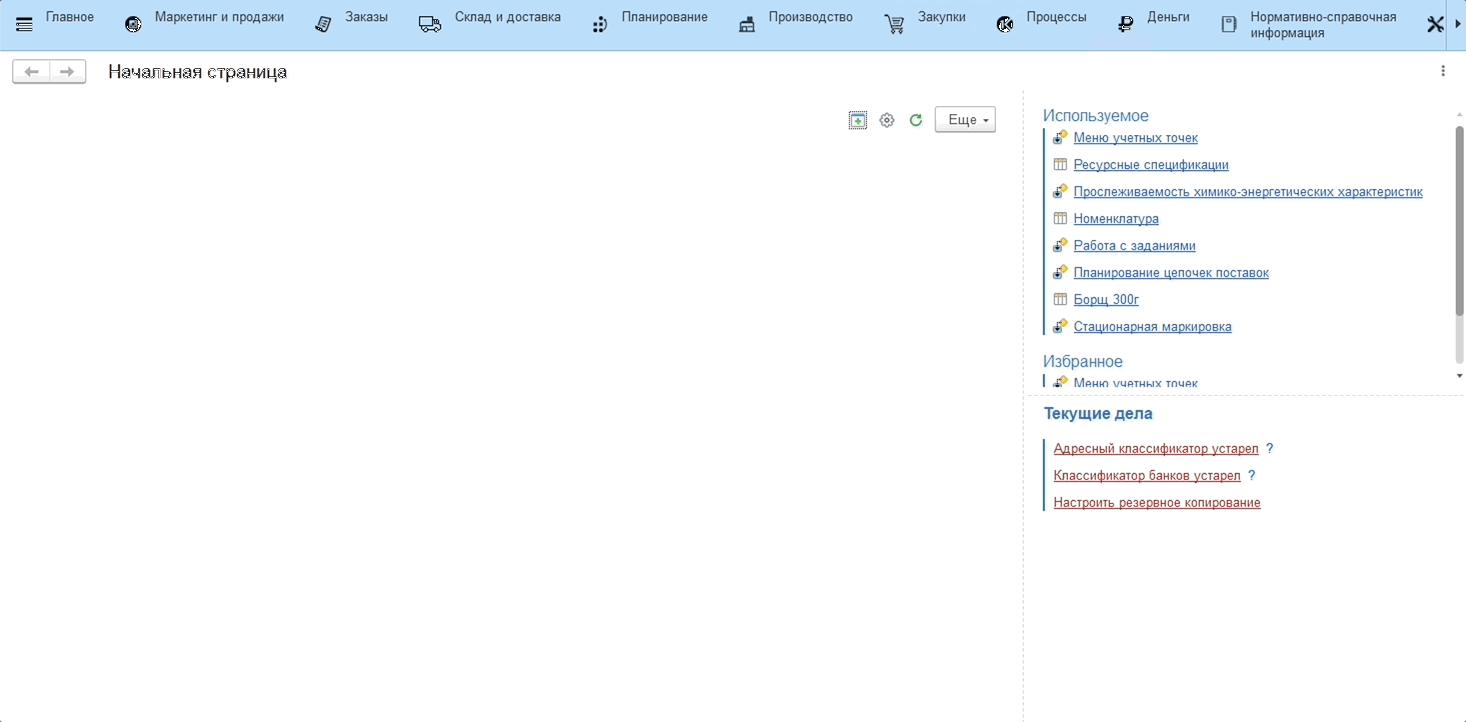 Главное
Маркетинг и продажи
Заказы
Склад и доставка
Планирование
Производство
Закупки
Процессы
Деньги
Нормативно-справочная
информация
Начальная страница
Еще
Используемое
Меню учетных точек
Ресурсные спецификации
Прослеживаемость химико-энергетических характеристик
Номенклатура
Работа с заданиями
Планирование цепочек поставок
Борщ 300г
Стационарная маркировка
Избранное
Меню учетных точек
Текущие дела
Адресный классификатор устарел ?
Классификатор банков устарел ?
Настроить резервное копирование